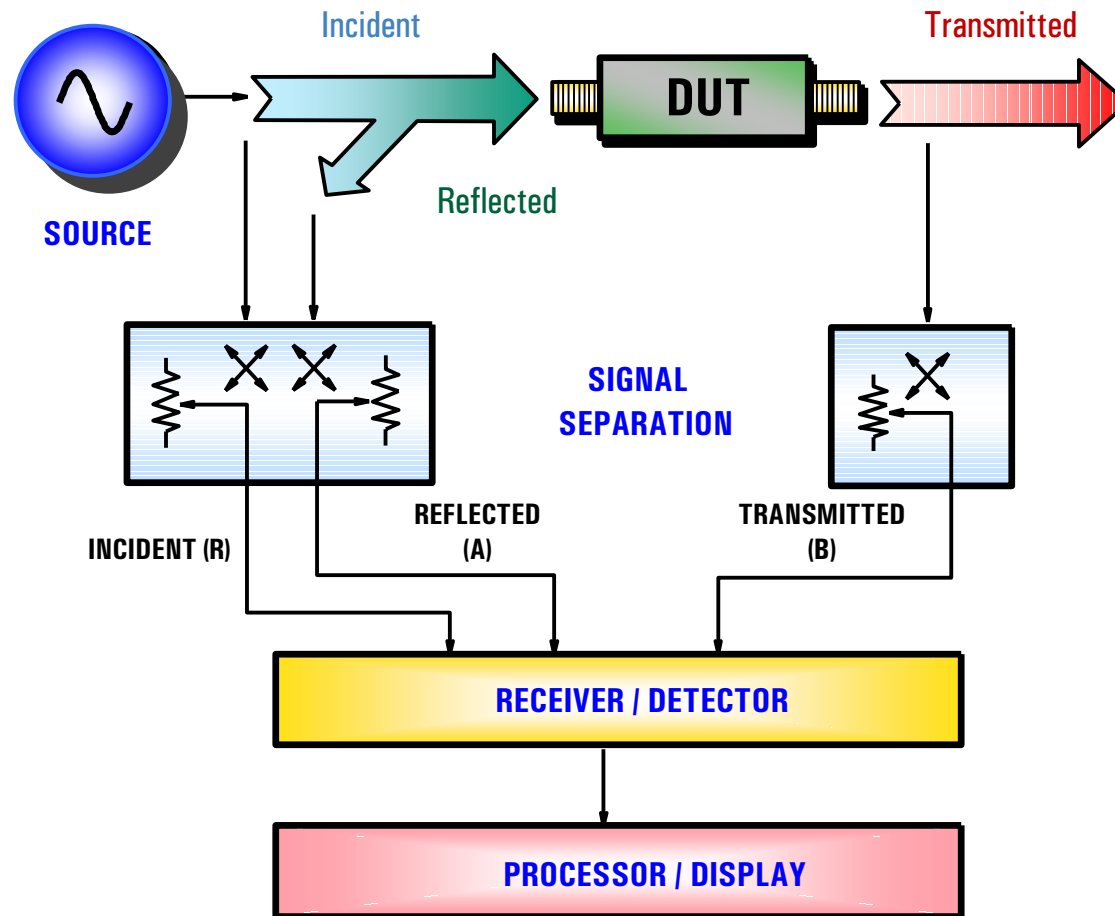 Incident
Transmitted
DUT
Reflected
SOURCE
SIGNAL
SEPARATION
INCIDENT (R)
REFLECTED
(A)
TRANSMITTED
(B)
RECEIVER / DETECTOR
PROCESSOR / DISPLAY